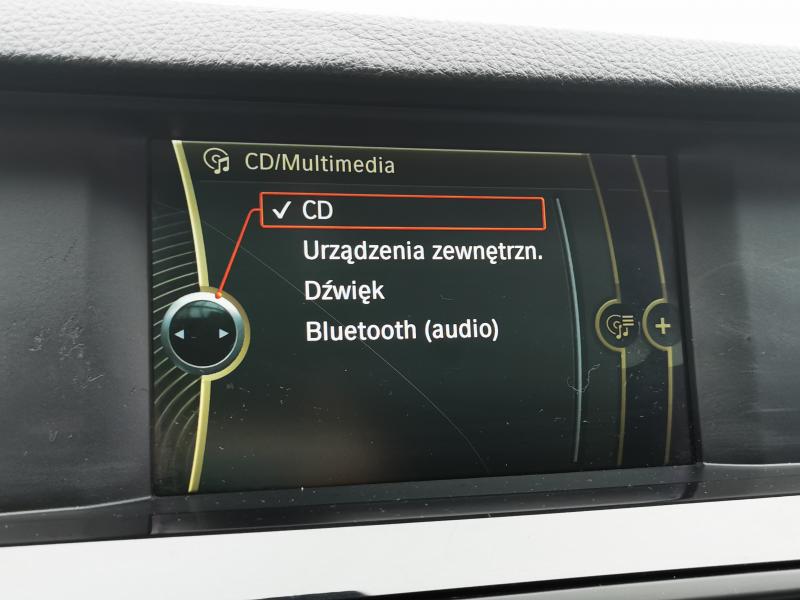 CD/Multimedia
✓ CD
Urządzenia zewnętrzn.
Dźwięk
Bluetooth (audio)